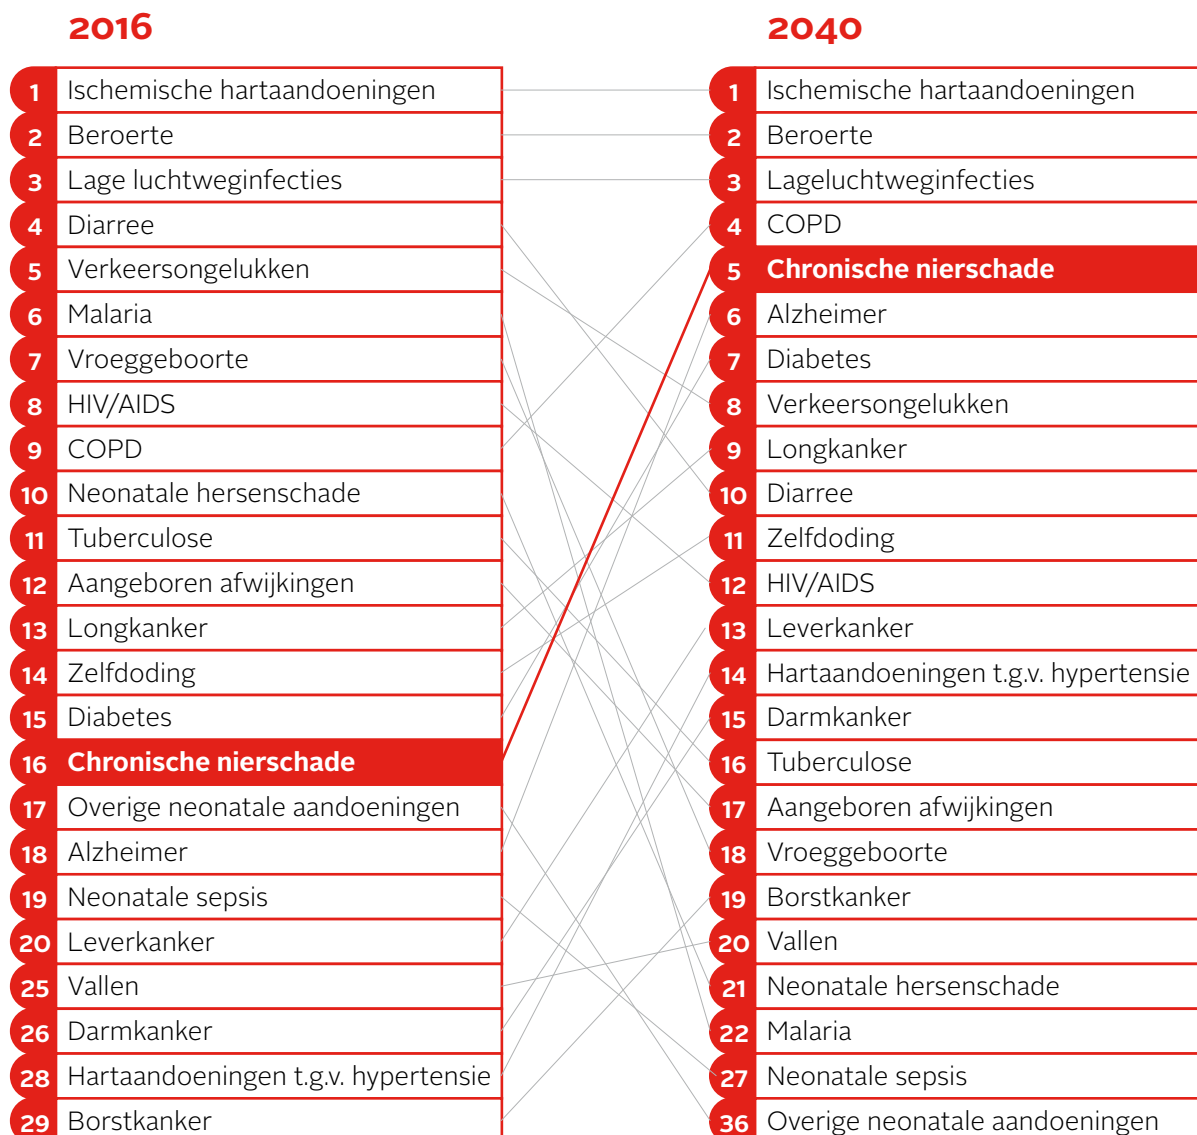 2016
1 Ischemische hartaandoeningen
2 Beroerte
3 Lage luchtweginfecties
4 Diarree
5 Verkeersongelukken
6 Malaria
7 Vroeggeboorte
8 HIV/AIDS
9 COPD
10 Neonatale hersenschade
11 Tuberculose
12 Aangeboren afwijkingen
13 Longkanker
14 Zelfdoding
15 Diabetes
16 Chronische nierschade
17 Overige neonatale aandoeningen
18 Alzheimer
19 Neonatale sepsis
20 Leverkanker
25 Vallen
26 Darmkanker
28 Hartaandoeningen t.g.v. hypertensie
29 Borstkanker
2040
1 Ischemische hartaandoeningen
2 Beroerte
3 Lageluchtweginfecties
4 COPD
5 Chronische nierschade
6 Alzheimer
7 Diabetes
8 Verkeersongelukken
9 Longkanker
10 Diarree
11 Zelfdoding
12 HIV/AIDS
13 Leverkanker
14 Hartaandoeningen t.g.v. hypertensie
15 Darmkanker
16 Tuberculose
17 Aangeboren afwijkingen
18 Vroeggeboorte
19 Borstkanker
20 Vallen
21 Neonatale hersenschade
22 Malaria
27 Neonatale sepsis
36 Overige neonatale aandoeningen